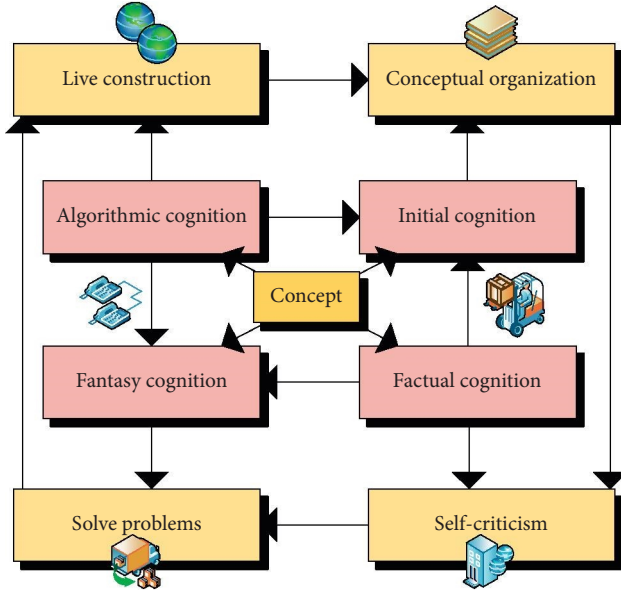 Live construction
Conceptual organization
Algorithmic cognition
Initial cognition
Concept
Fantasy cognition
Factual cognition
Solve problems
Self-criticism